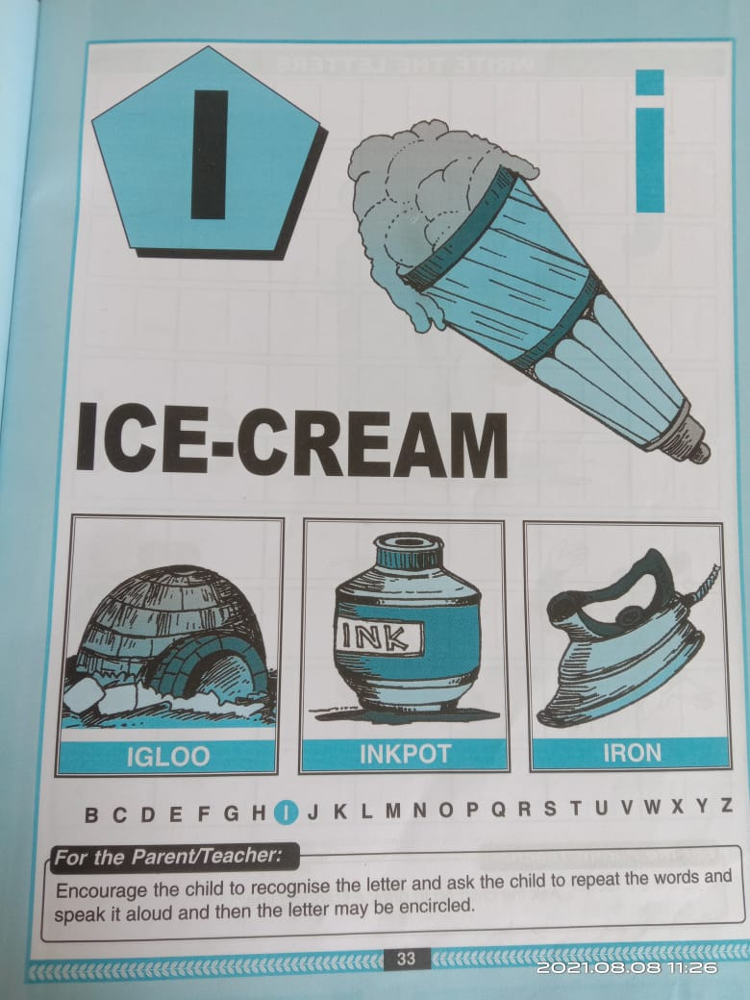 I
i
ICE-CREAM
INK
IGLOO
INKPOT
IRON
B C D E F G H I J K L M N O P Q R S T U V W X Y Z
For the Parent/Teacher:
Encourage the child to recognise the letter and ask the child to repeat the words and
speak it aloud and then the letter may be encircled.
33
2021.08.08 11:26